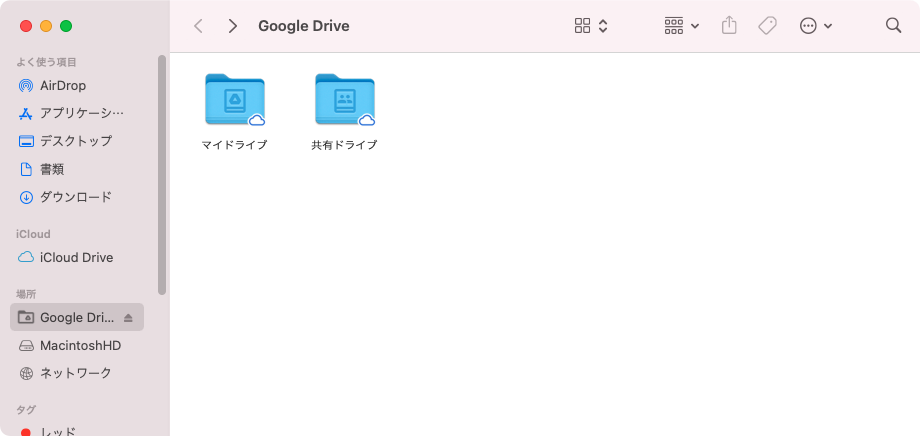 Google Drive
よく使う項目
AirDrop
アプリケーシ…
デスクトップ
書類
ダウンロード
iCloud
iCloud Drive
場所
Google Dri...
MacintoshHD
ネットワーク
タグ
レッド
マイドライブ
共有ドライブ